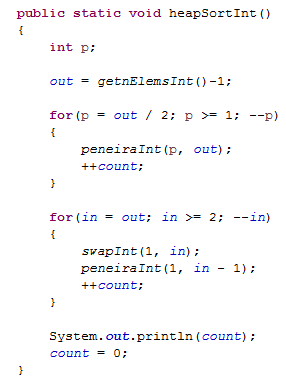 public static void heapSortInt()
{
    int p;

    out = getnElemsInt()-1;

    for(p = out / 2; p >= 1; --p)
    {
        peneiraInt(p, out);
        ++count;
    }

    for(in = out; in >= 2; --in)
    {
        swapInt(1, in);
        peneiraInt(1, in - 1);
        ++count;
    }

    System.out.println(count);
    count = 0;
}